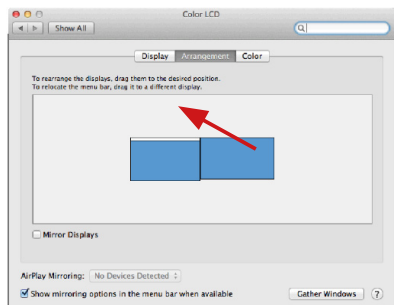 Color LCD
Show All
Display Arrangement Color
To rearrange the displays, drag them to the desired position.
To relocate the menu bar, drag it to a different display.
Mirror Displays
AirPlay Mirroring: No Devices Detected
Show mirroring options in the menu bar when available
Gather Windows ?